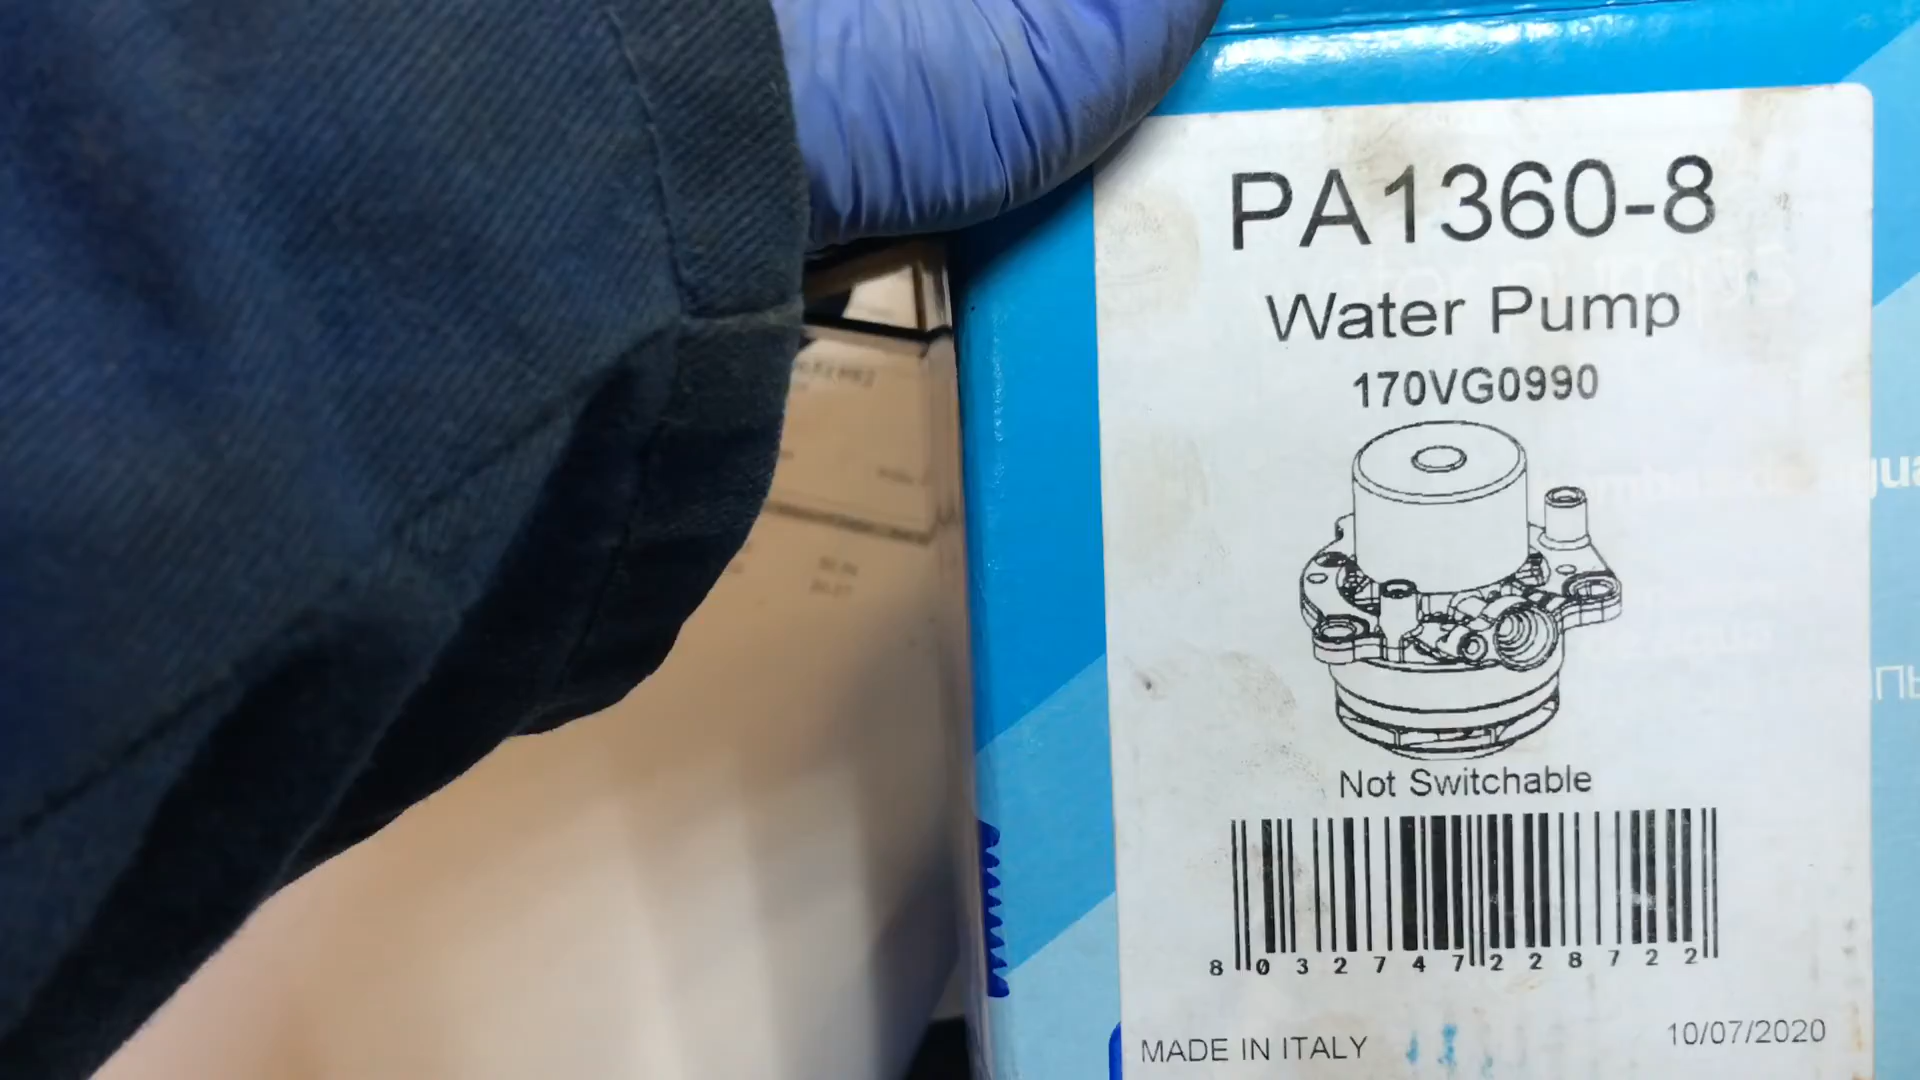 PA1360-8
Water Pump
170VG0990
Not Switchable
8 032747 228722
MADE IN ITALY
10/07/2020